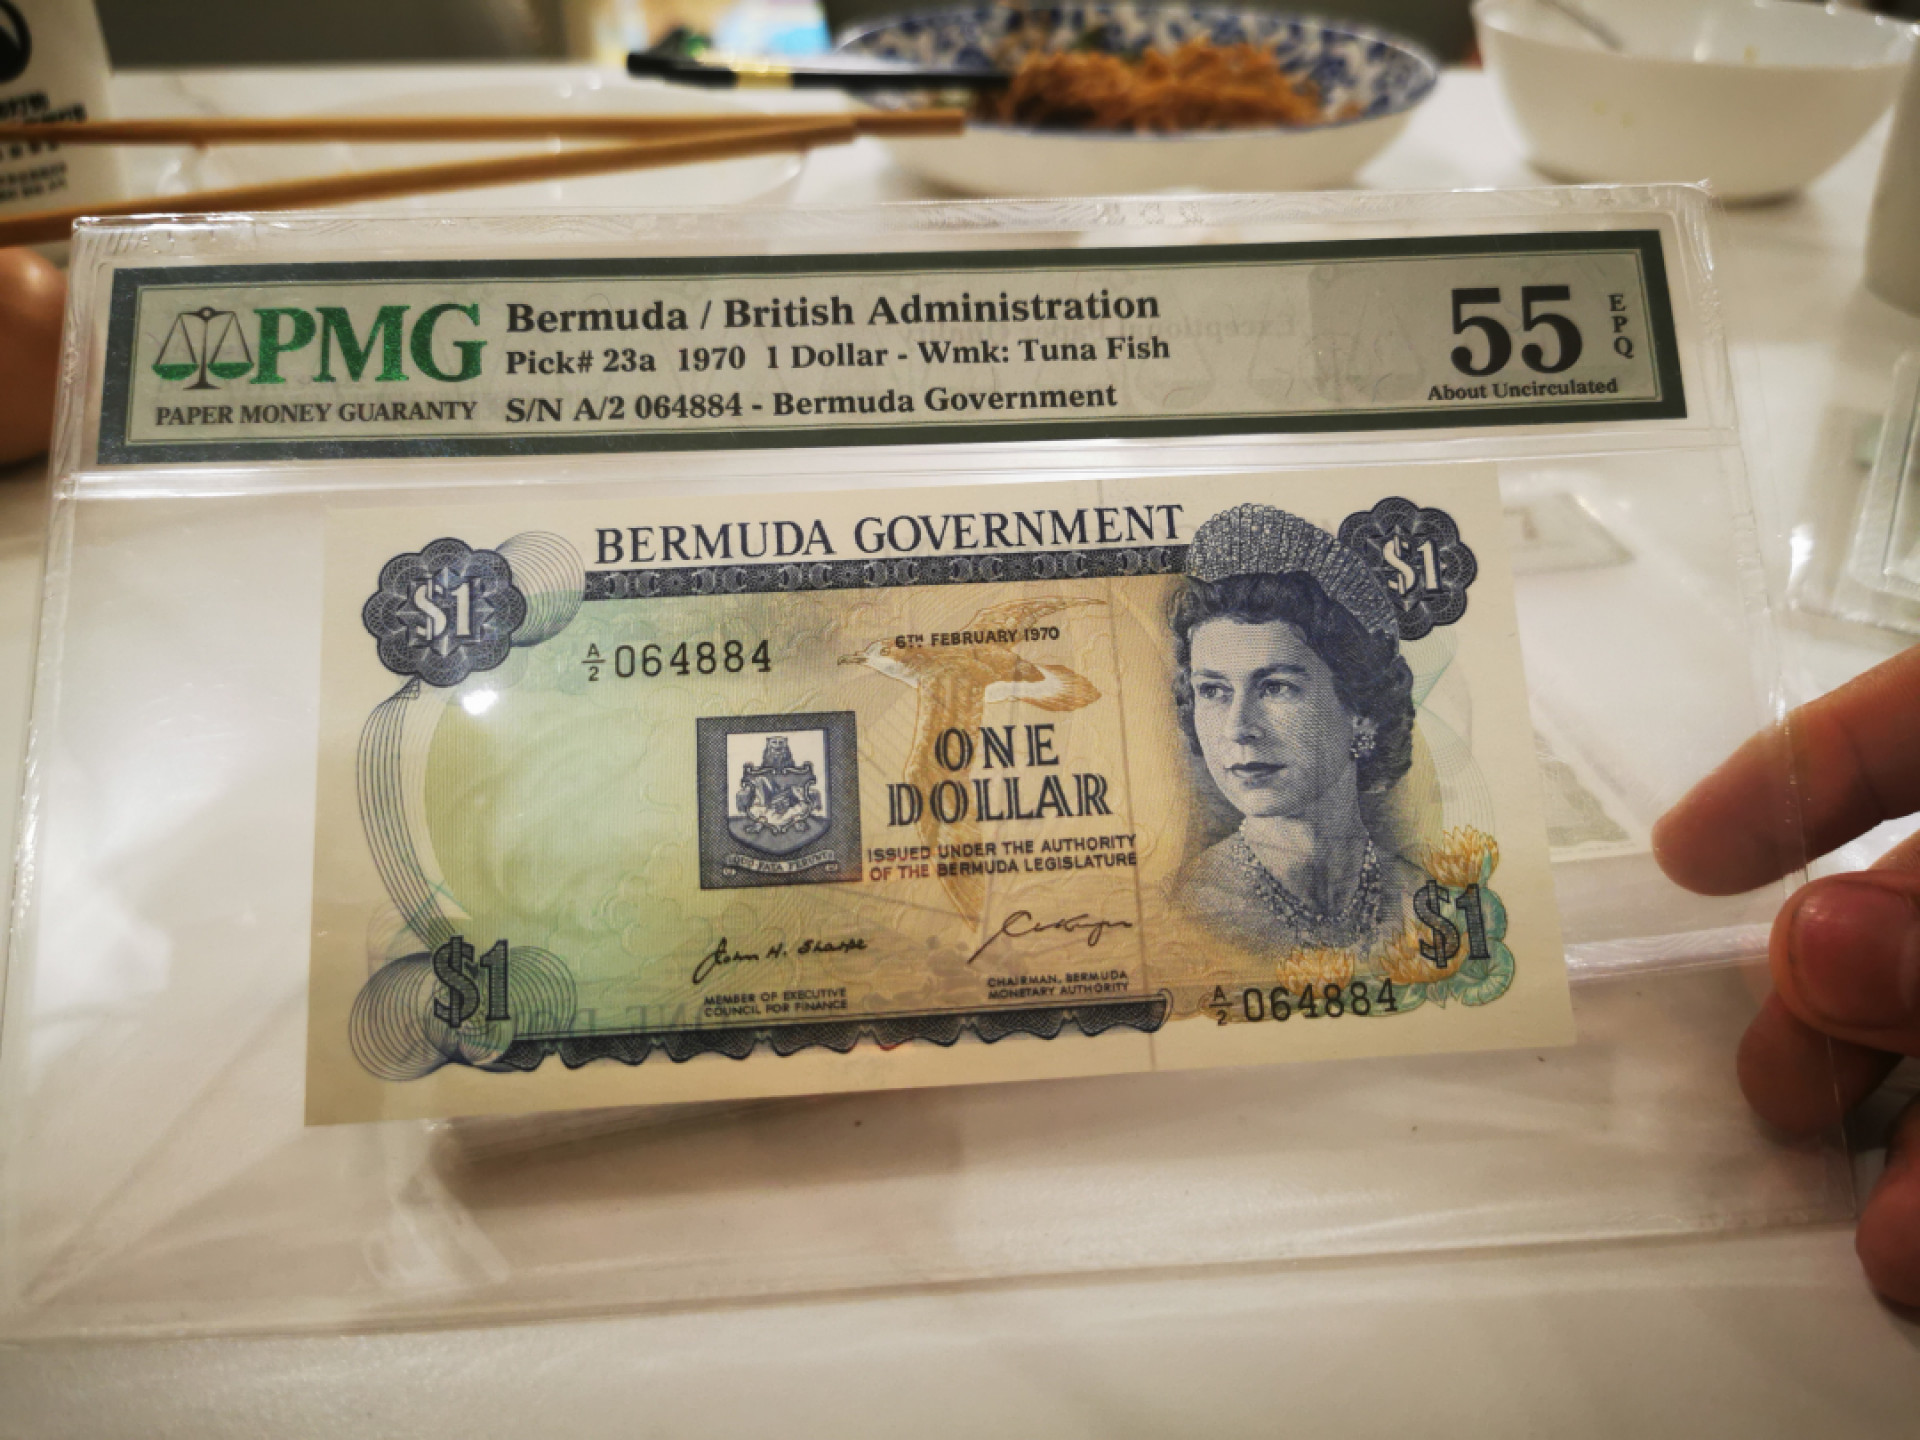 PMG
PAPER MONEY GUARANTY
Bermuda / British Administration
Pick# 23a 1970 1 Dollar - Wmk: Tuna Fish
S/N A/2 064884 - Bermuda Government
55
EPQ
About Uncirculated
BERMUDA GOVERNMENT
$1
$1
A/2 064884
6TH FEBRUARY 1970
ONE
DOLLAR
ISSUED UNDER THE AUTHORITY
OF THE BERMUDA LEGISLATURE
QUO FATA FERUNT
John H. Sharpe
MEMBER OF EXECUTIVE
COUNCIL FOR FINANCE
CHAIRMAN, BERMUDA
MONETARY AUTHORITY
$1
$1
A/2 064884